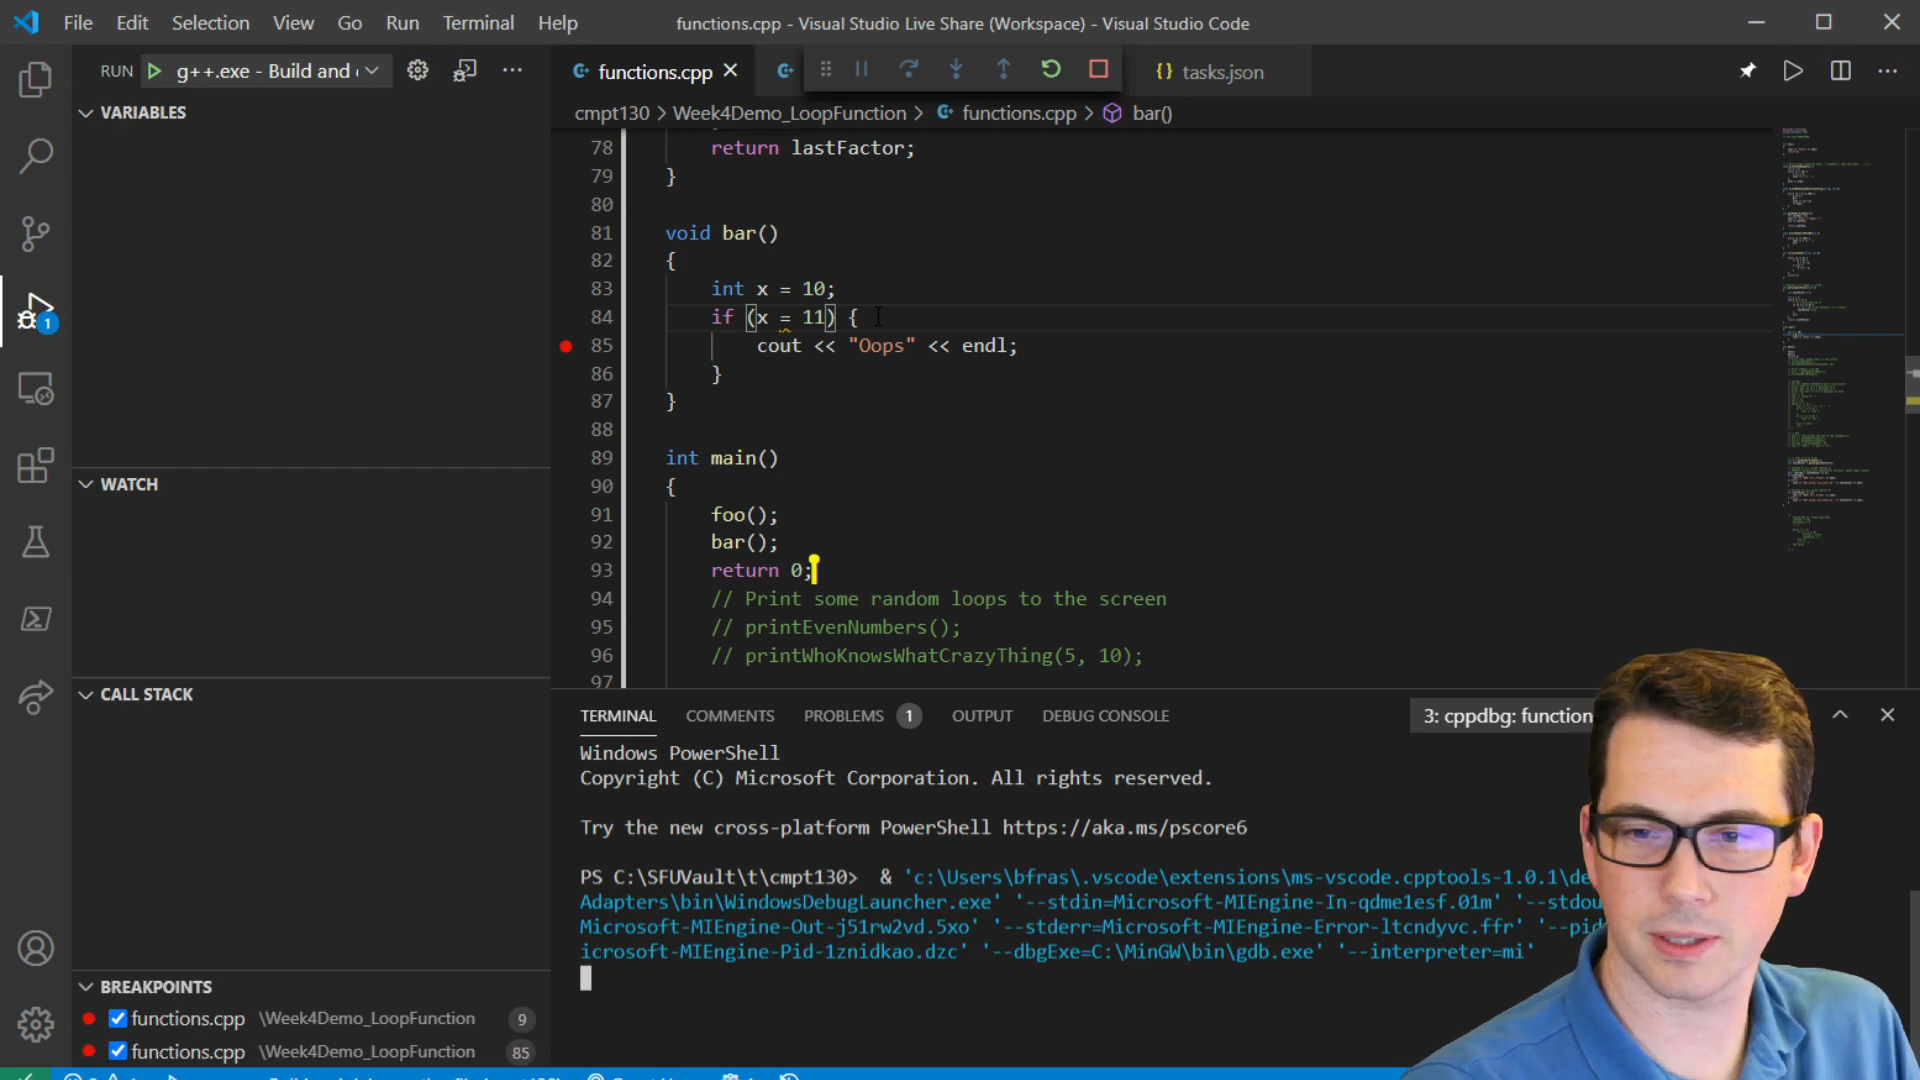 File Edit Selection View Go Run Terminal Help functions.cpp - Visual Studio Live Share (Workspace) - Visual Studio Code
RUN g++.exe - Build and functions.cpp tasks.json
VARIABLES
cmpt130 > Week4Demo_LoopFunction > functions.cpp > bar()
78 return lastFactor;
79 }
80
81 void bar()
82 {
83 int x = 10;
84 if (x = 11) {
85 cout << "Oops" << endl;
86 }
87 }
88
89 int main()
90 {
91 foo();
92 bar();
93 return 0;
94 // Print some random loops to the screen
95 // printEvenNumbers();
96 // printWhoKnowsWhatCrazyThing(5, 10);
97
WATCH
CALL STACK
BREAKPOINTS
functions.cpp \Week4Demo_LoopFunction 9
functions.cpp \Week4Demo_LoopFunction 85
1
TERMINAL COMMENTS PROBLEMS 1 OUTPUT DEBUG CONSOLE 3: cppdbg: function
Windows PowerShell
Copyright (C) Microsoft Corporation. All rights reserved.
Try the new cross-platform PowerShell https://aka.ms/pscore6
PS C:\SFUVault\t\cmpt130> & 'c:\Users\bfras\.vscode\extensions\ms-vscode.cpptools-1.0.1\de
Adapters\bin\WindowsDebugLauncher.exe' '--stdin=Microsoft-MIEngine-In-qdme1esf.01m' '--stdou
Microsoft-MIEngine-Out-j51rw2vd.5xo' '--stderr=Microsoft-MIEngine-Error-ltcndyvc.ffr' '--pid
icrosoft-MIEngine-Pid-1znidkao.dzc' '--dbgExe=C:\MinGW\bin\gdb.exe' '--interpreter=mi'